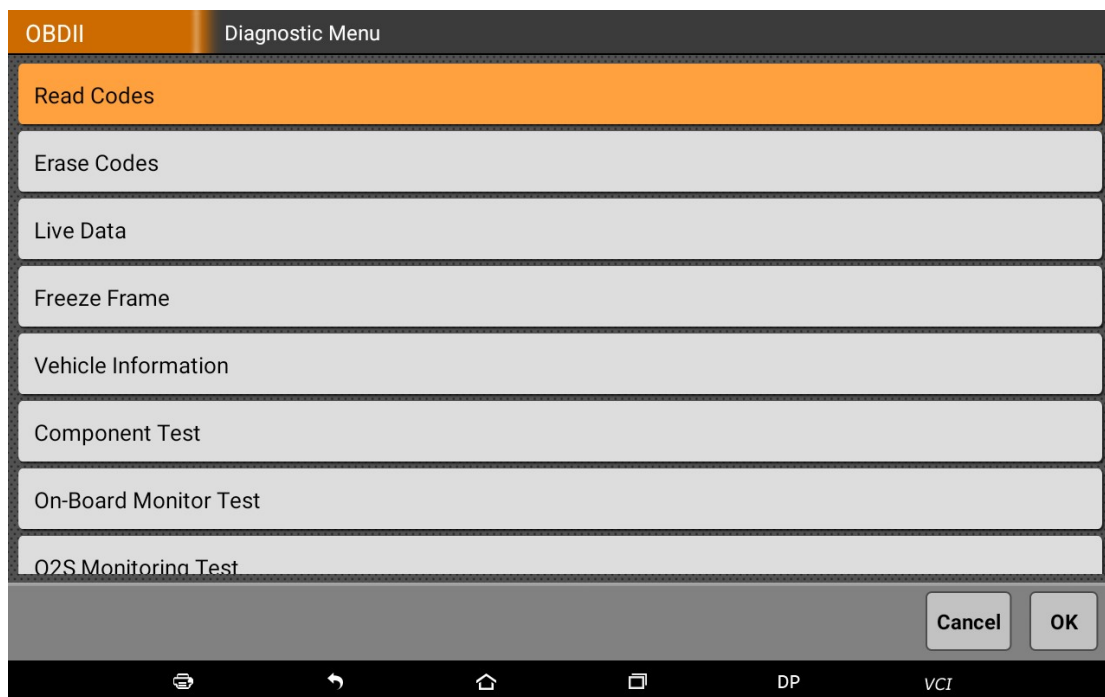 OBDII
Diagnostic Menu
Read Codes
Erase Codes
Live Data
Freeze Frame
Vehicle Information
Component Test
On-Board Monitor Test
O2S Monitoring Test
Cancel
OK
DP
VCI